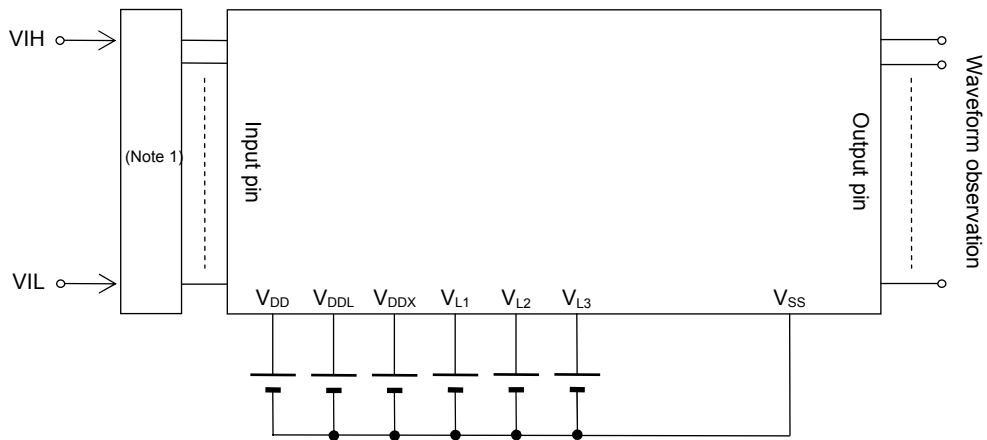 VIH
(Note 1)
VIL
Input pin
Output pin
Waveform observation
VDD VDDL VDDX VL1 VL2 VL3 VSS